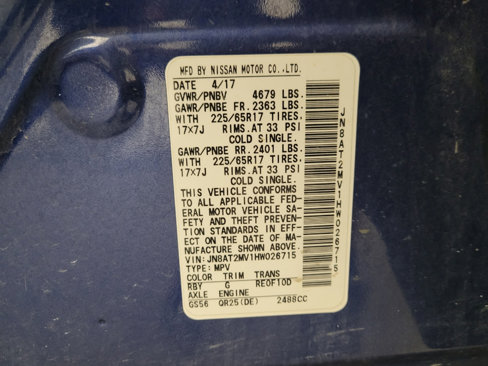 MFD BY NISSAN MOTOR CO.,LTD.
DATE 4/17
GVWR/PNBV 4679 LBS.
GAWR/PNBE FR. 2363 LBS.
WITH 225/65R17 TIRES.
17x7J RIMS.AT 33 PSI
COLD SINGLE.
GAWR/PNBE RR. 2401 LBS.
WITH 225/65R17 TIRES.
17x7J RIMS.AT 33 PSI
COLD SINGLE.
THIS VEHICLE CONFORMS
TO ALL APPLICABLE FED-
ERAL MOTOR VEHICLE SA-
FETY AND THEFT PREVEN-
TION STANDARDS IN EFF-
ECT ON THE DATE OF MA-
NUFACTURE SHOWN ABOVE.
VIN:JN8AT2MV1HW026715
TYPE: MPV
COLOR TRIM TRANS
RBY G RE0F10D
AXLE ENGINE
GS56 QR25(DE) 2488CC
JN8AT2MV1HW026715